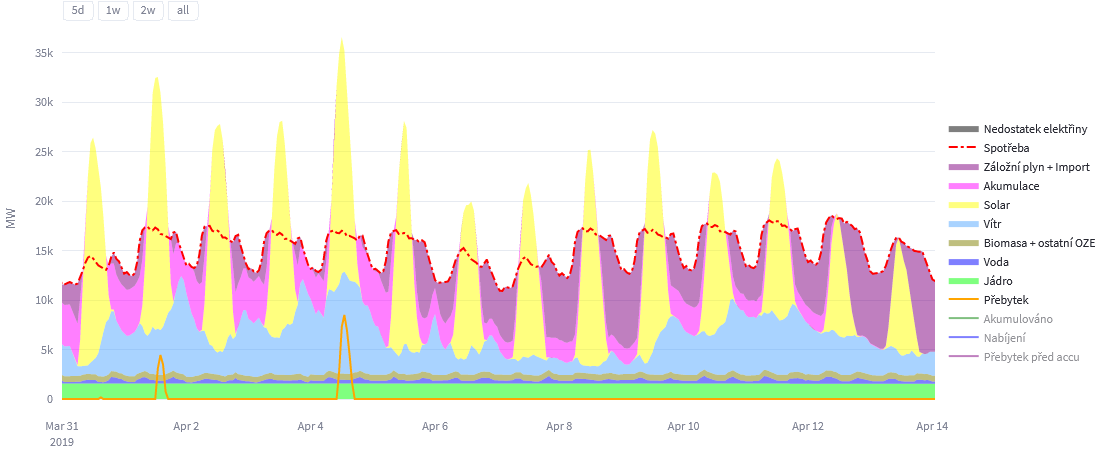 5d 1w 2w all
35k
30k
25k
20k
15k
10k
5k
0
MW
Mar 31 Apr 2 Apr 4 Apr 6 Apr 8 Apr 10 Apr 12 Apr 14
2019
Nedostatek elektřiny
Spotřeba
Záložní plyn + Import
Akumulace
Solar
Vítr
Biomasa + ostatní OZE
Voda
Jádro
Přebytek
Akumulováno
Nabíjení
Přebytek před accu